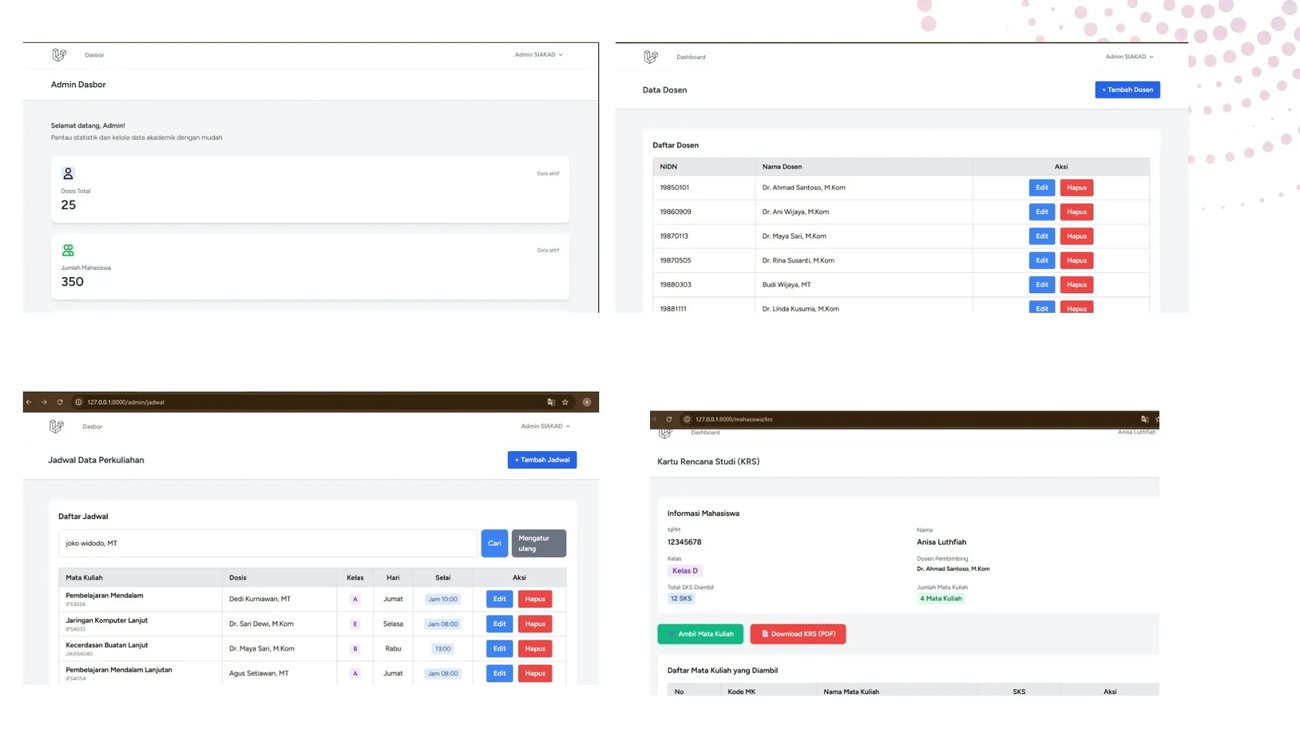 Dasbor
Admin SIAKAD
Admin Dasbor
Selamat datang, Admin!
Pantau statistik dan kelola data akademik dengan mudah
Data aktif
Dosis Total
25
Data aktif
Jumlah Mahasiswa
350
Dashboard
Admin SIAKAD
Data Dosen
+ Tambah Dosen
Daftar Dosen
NIDN Nama Dosen Aksi
19850101 Dr. Ahmad Santoso, M.Kom Edit Hapus
19860909 Dr. Ani Wijaya, M.Kom Edit Hapus
19870113 Dr. Maya Sari, M.Kom Edit Hapus
19870505 Dr. Rina Susanti, M.Kom Edit Hapus
19880303 Budi Wijaya, MT Edit Hapus
19881111 Dr. Linda Kusuma, M.Kom Edit Hapus
127.0.0.1:8000/admin/jadwal
Dasbor
Admin SIAKAD
Jadwal Data Perkuliahan
+ Tambah Jadwal
Daftar Jadwal
joko widodo, MT
Cari
Mengatur
ulang
Mata Kuliah Dosis Kelas Hari Selai Aksi
Pembelajaran Mendalam
IF53024
Dedi Kurniawan, MT A Jumat Jam 10:00 Edit Hapus
Jaringan Komputer Lanjut
IF54033
Dr. Sari Dewi, M.Kom E Selasa Jam 08:00 Edit Hapus
Kecerdasan Buatan Lanjut
JIKA54040
Dr. Maya Sari, M.Kom B Rabu 13:00 Edit Hapus
Pembelajaran Mendalam Lanjutan
IF54054
Agus Setiawan, MT A Jumat Jam 08:00 Edit Hapus
127.0.0.1:8000/mahasiswa/krs
Dashboard
Anisa Luthfiah
Kartu Rencana Studi (KRS)
Informasi Mahasiswa
NPM
12345678
Nama
Anisa Luthfiah
Kelas
Kelas D
Dosen Pembimbing
Dr. Ahmad Santoso, M.Kom
Total SKS Diambil
12 SKS
Jumlah Mata Kuliah
4 Mata Kuliah
Ambil Mata Kuliah
Download KRS (PDF)
Daftar Mata Kuliah yang Diambil
No Kode MK Nama Mata Kuliah SKS Aksi